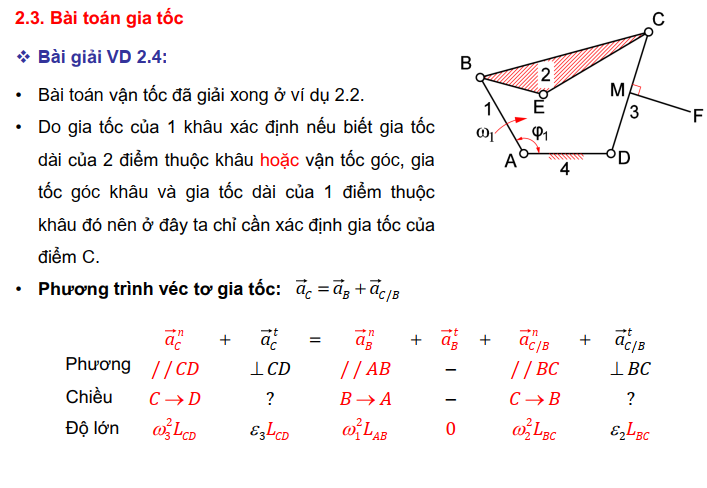 2.3. Bài toán gia tốc
❖ Bài giải VD 2.4:
• Bài toán vận tốc đã giải xong ở ví dụ 2.2.
• Do gia tốc của 1 khâu xác định nếu biết gia tốc
dài của 2 điểm thuộc khâu hoặc vận tốc góc, gia
tốc góc khâu và gia tốc dài của 1 điểm thuộc
khâu đó nên ở đây ta chỉ cần xác định gia tốc của
điểm C.
• Phương trình véc tơ gia tốc: $\vec{a}_C = \vec{a}_B + \vec{a}_{C/B}$
C
B
2
M
E
1
3
F
ω₁
φ₁
A
D
4
$\vec{a}_C^n + \vec{a}_C^t = \vec{a}_B^n + \vec{a}_B^t + \vec{a}_{C/B}^n + \vec{a}_{C/B}^t$
Phương //CD ⊥CD //AB − //BC ⊥BC
Chiều C → D ? B → A − C → B ?
Độ lớn $\omega_3^2 L_{CD}$ $\varepsilon_3 L_{CD}$ $\omega_1^2 L_{AB}$ 0 $\omega_2^2 L_{BC}$ $\varepsilon_2 L_{BC}$